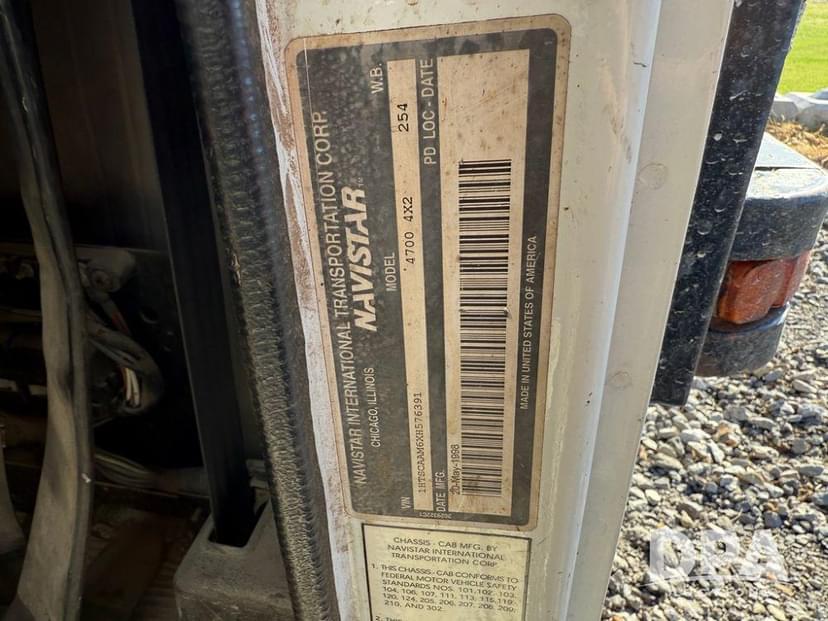 NAVISTAR INTERNATIONAL TRANSPORTATION CORP.
CHICAGO, ILLINOIS
NAVISTAR
VIN MODEL W.B.
1HTSCAAM6XH576391 4700 4X2 254
DATE MFG. PD LOC - DATE
20-May-1998
MADE IN UNITED STATES OF AMERICA
CHASSIS - CAB MFG. BY
NAVISTAR INTERNATIONAL
TRANSPORTATION CORP
1. THIS CHASSIS-CAB CONFORMS TO
FEDERAL MOTOR VEHICLE SAFETY
STANDARDS NOS. 101, 102, 103,
104, 106, 107, 111, 113, 116, 119,
120, 124, 205, 206, 207, 208, 209,
210, AND 302.
2. THIS
DPA